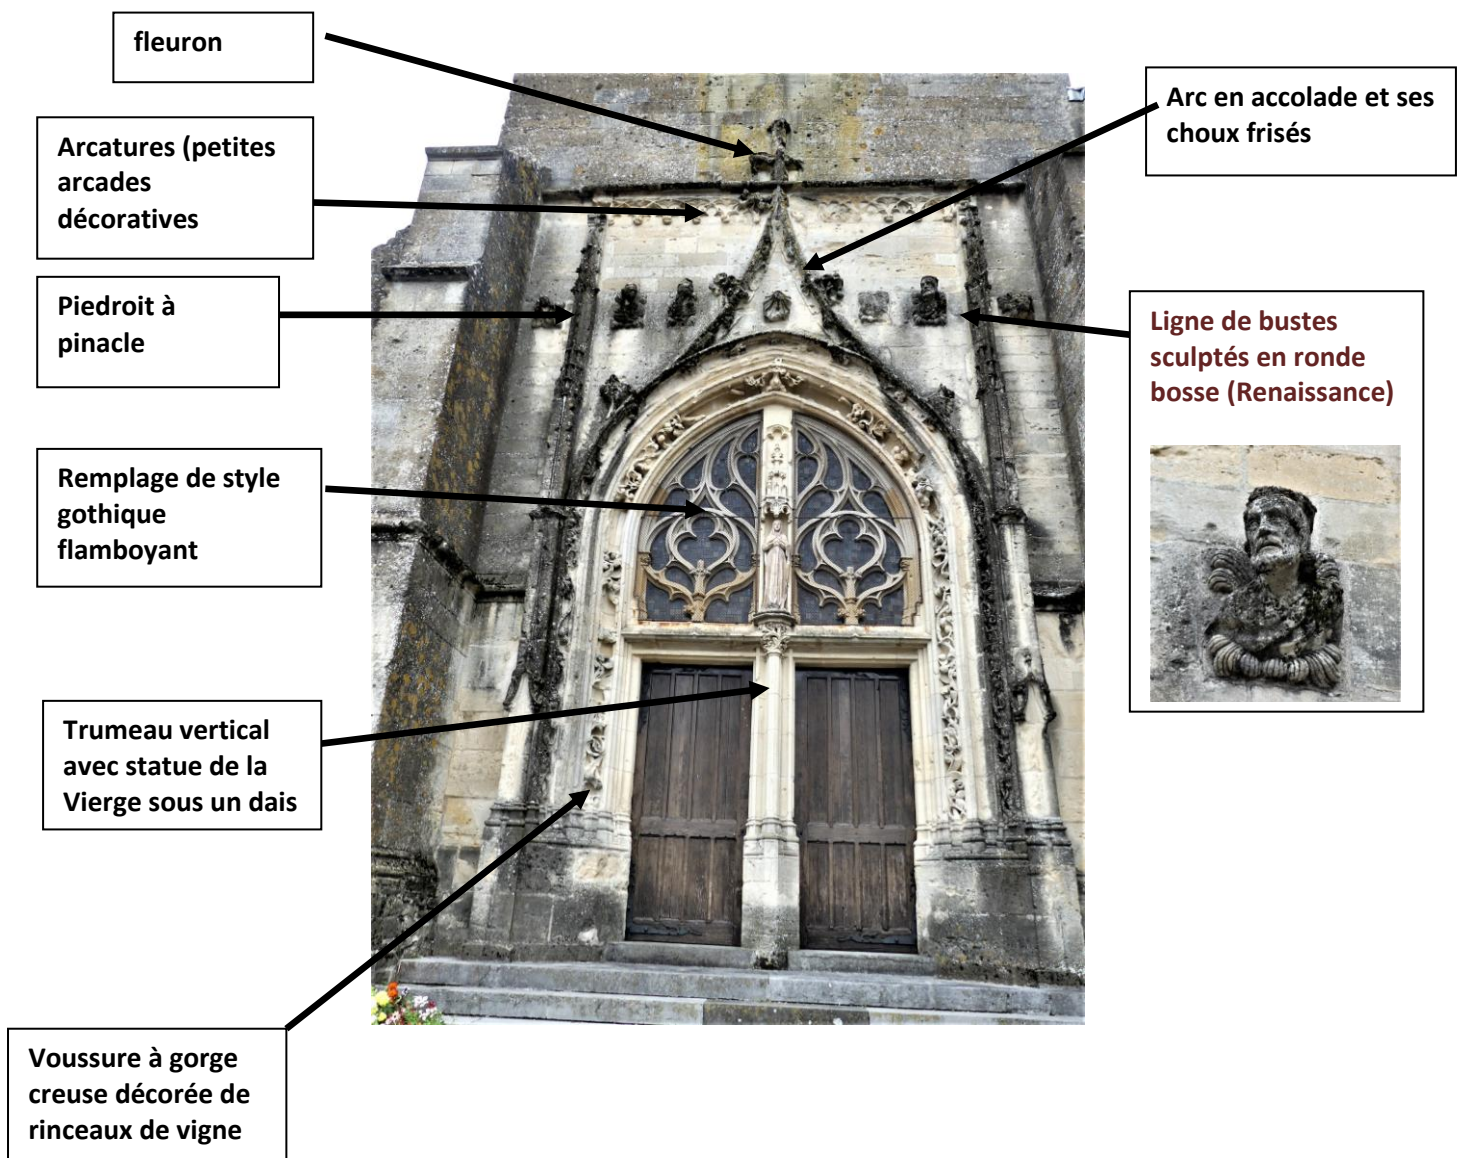 fleuron
Arcatures (petites
arcades
décoratives
Piedroit à
pinacle
Remplage de style
gothique
flamboyant
Trumeau vertical
avec statue de la
Vierge sous un dais
Voussure à gorge
creuse décorée de
rinceaux de vigne
Arc en accolade et ses
choux frisés
Ligne de bustes
sculptés en ronde
bosse (Renaissance)